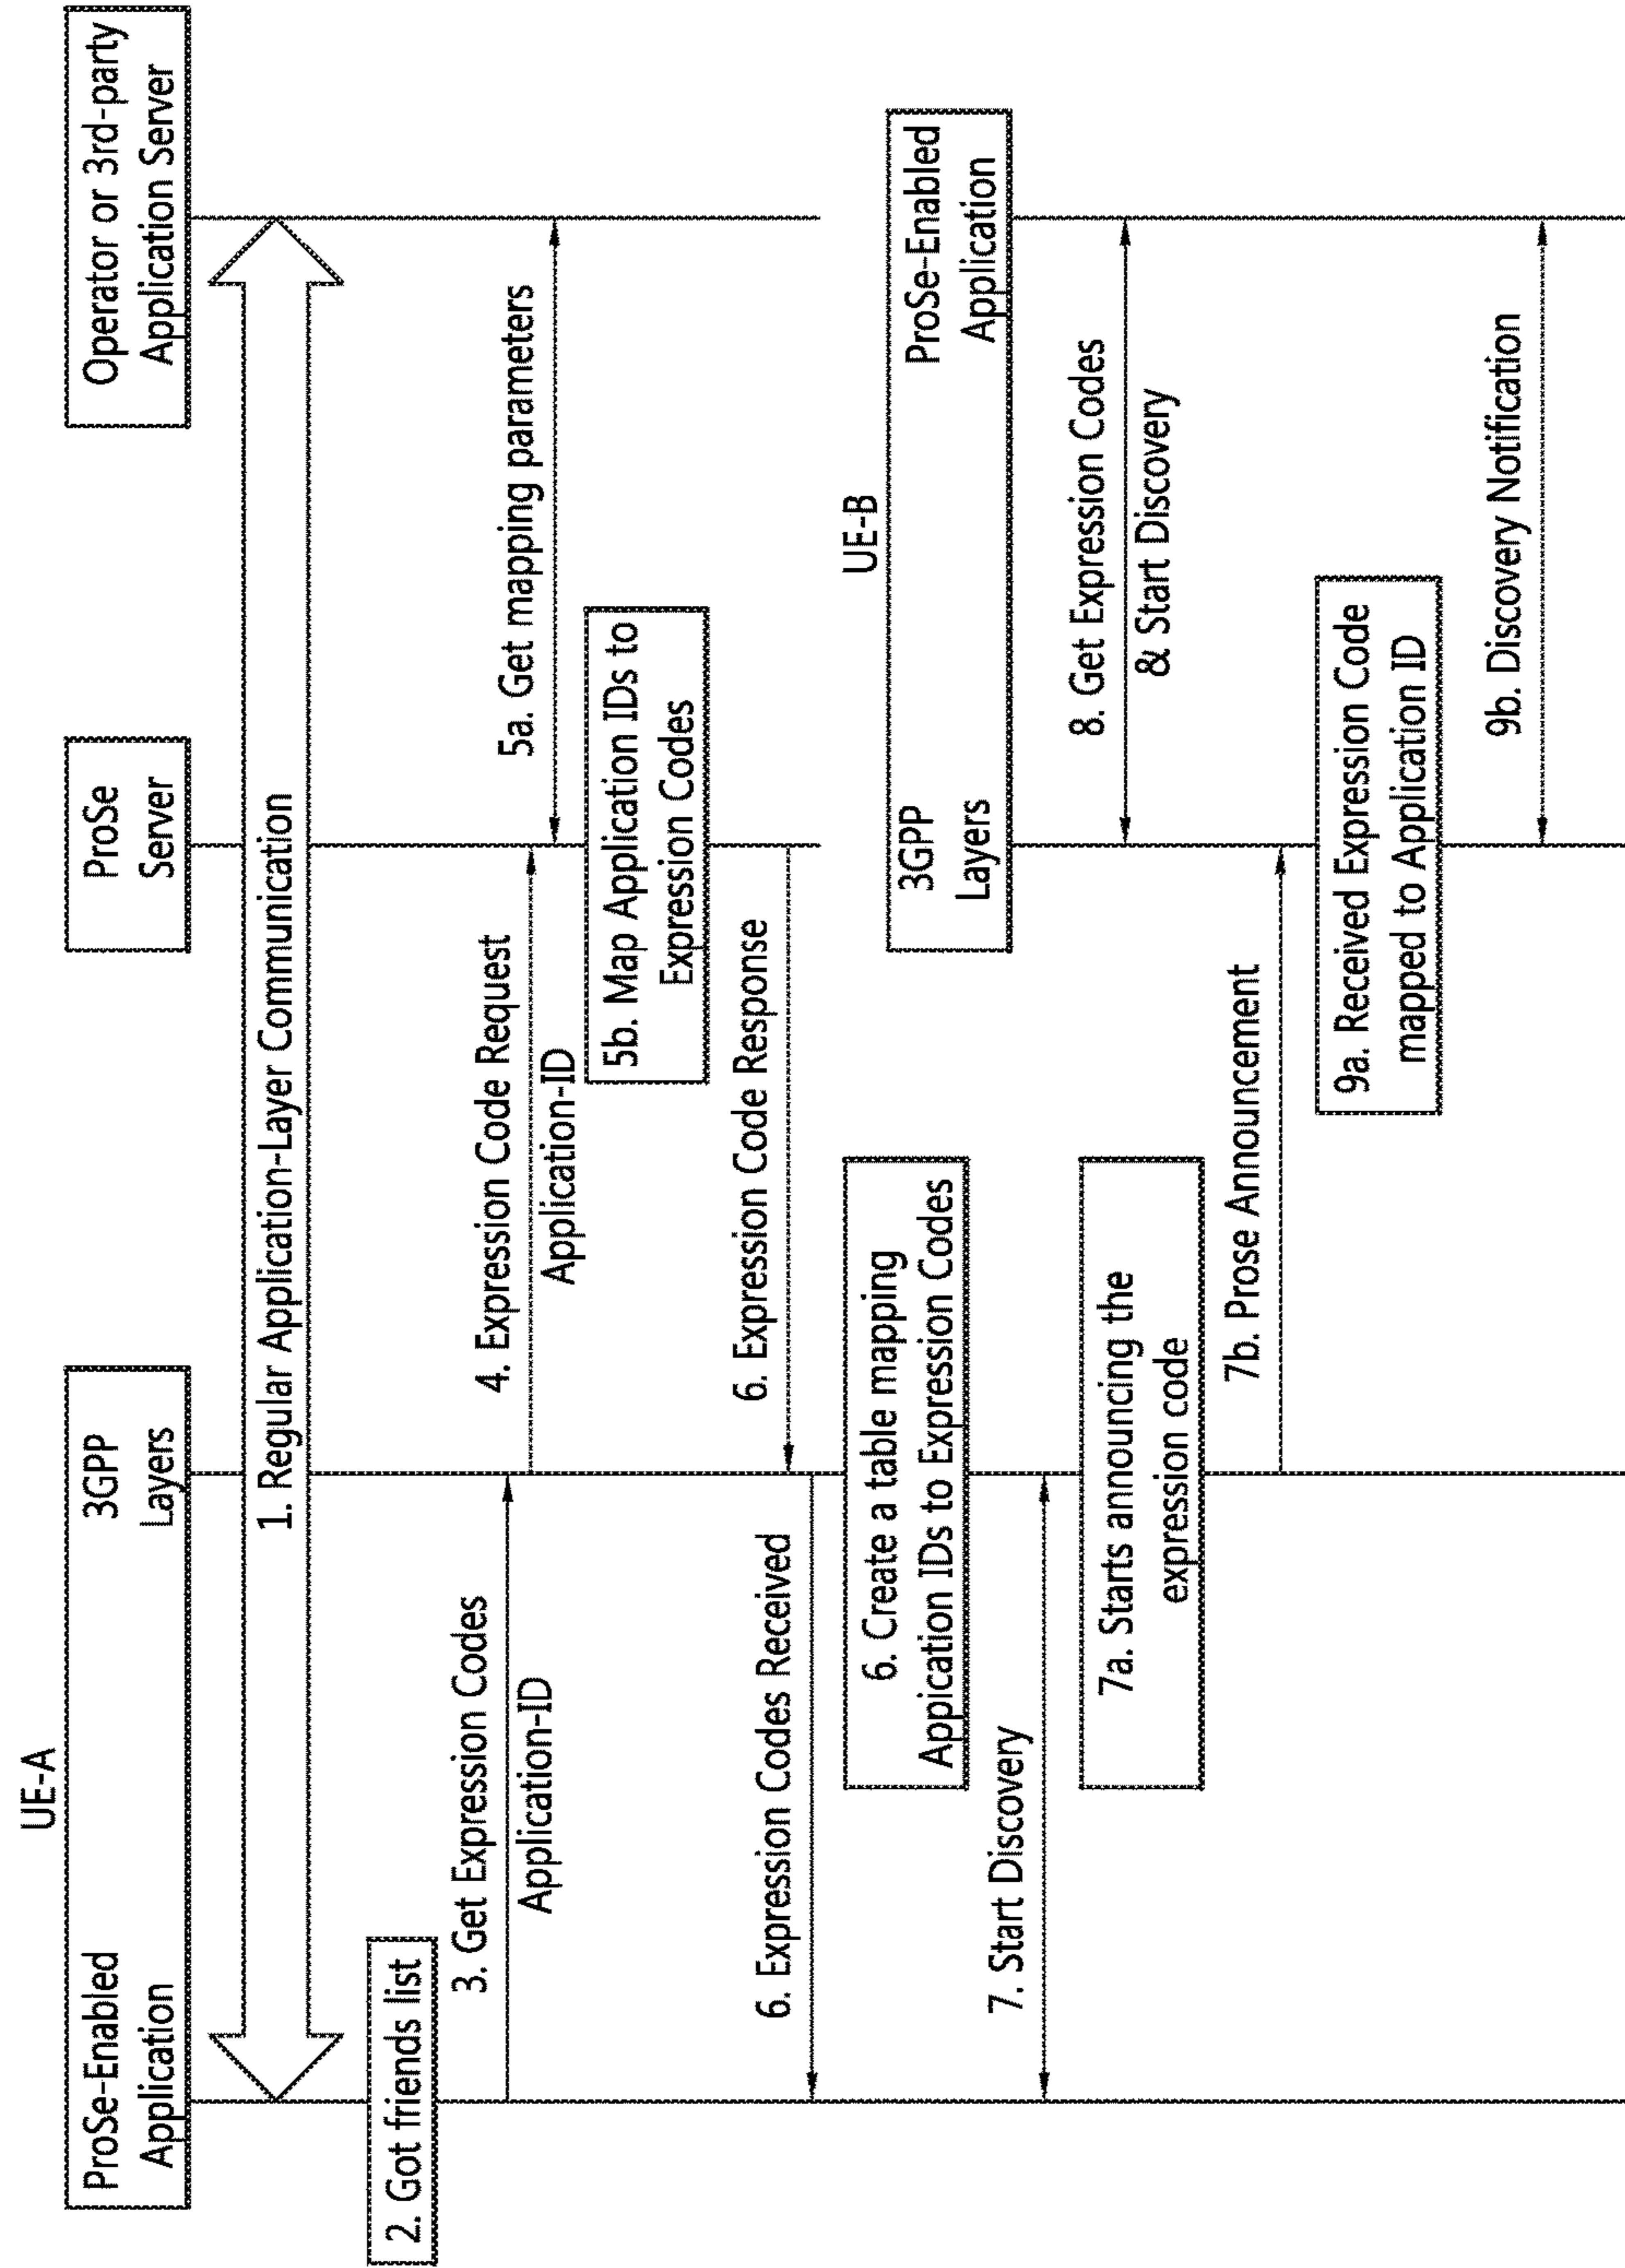 UE-A
ProSe-Enabled
Application
3GPP
Layers
ProSe
Server
Operator or 3rd-party
Application Server
1. Regular Application-Layer Communication
2. Got friends list
3. Get Expression Codes
Application-ID
4. Expression Code Request
Application-ID
5a. Get mapping parameters
5b. Map Application IDs to
Expression Codes
6. Expression Code Response
6. Expression Codes Received
6. Create a table mapping
Appication IDs to Expression Codes
UE-B
3GPP
Layers
ProSe-Enabled
Application
7. Start Discovery
7a. Starts announcing the
expression code
8. Get Expression Codes
& Start Discovery
7b. Prose Announcement
9a. Received Expression Code
mapped to Application ID
9b. Discovery Notification